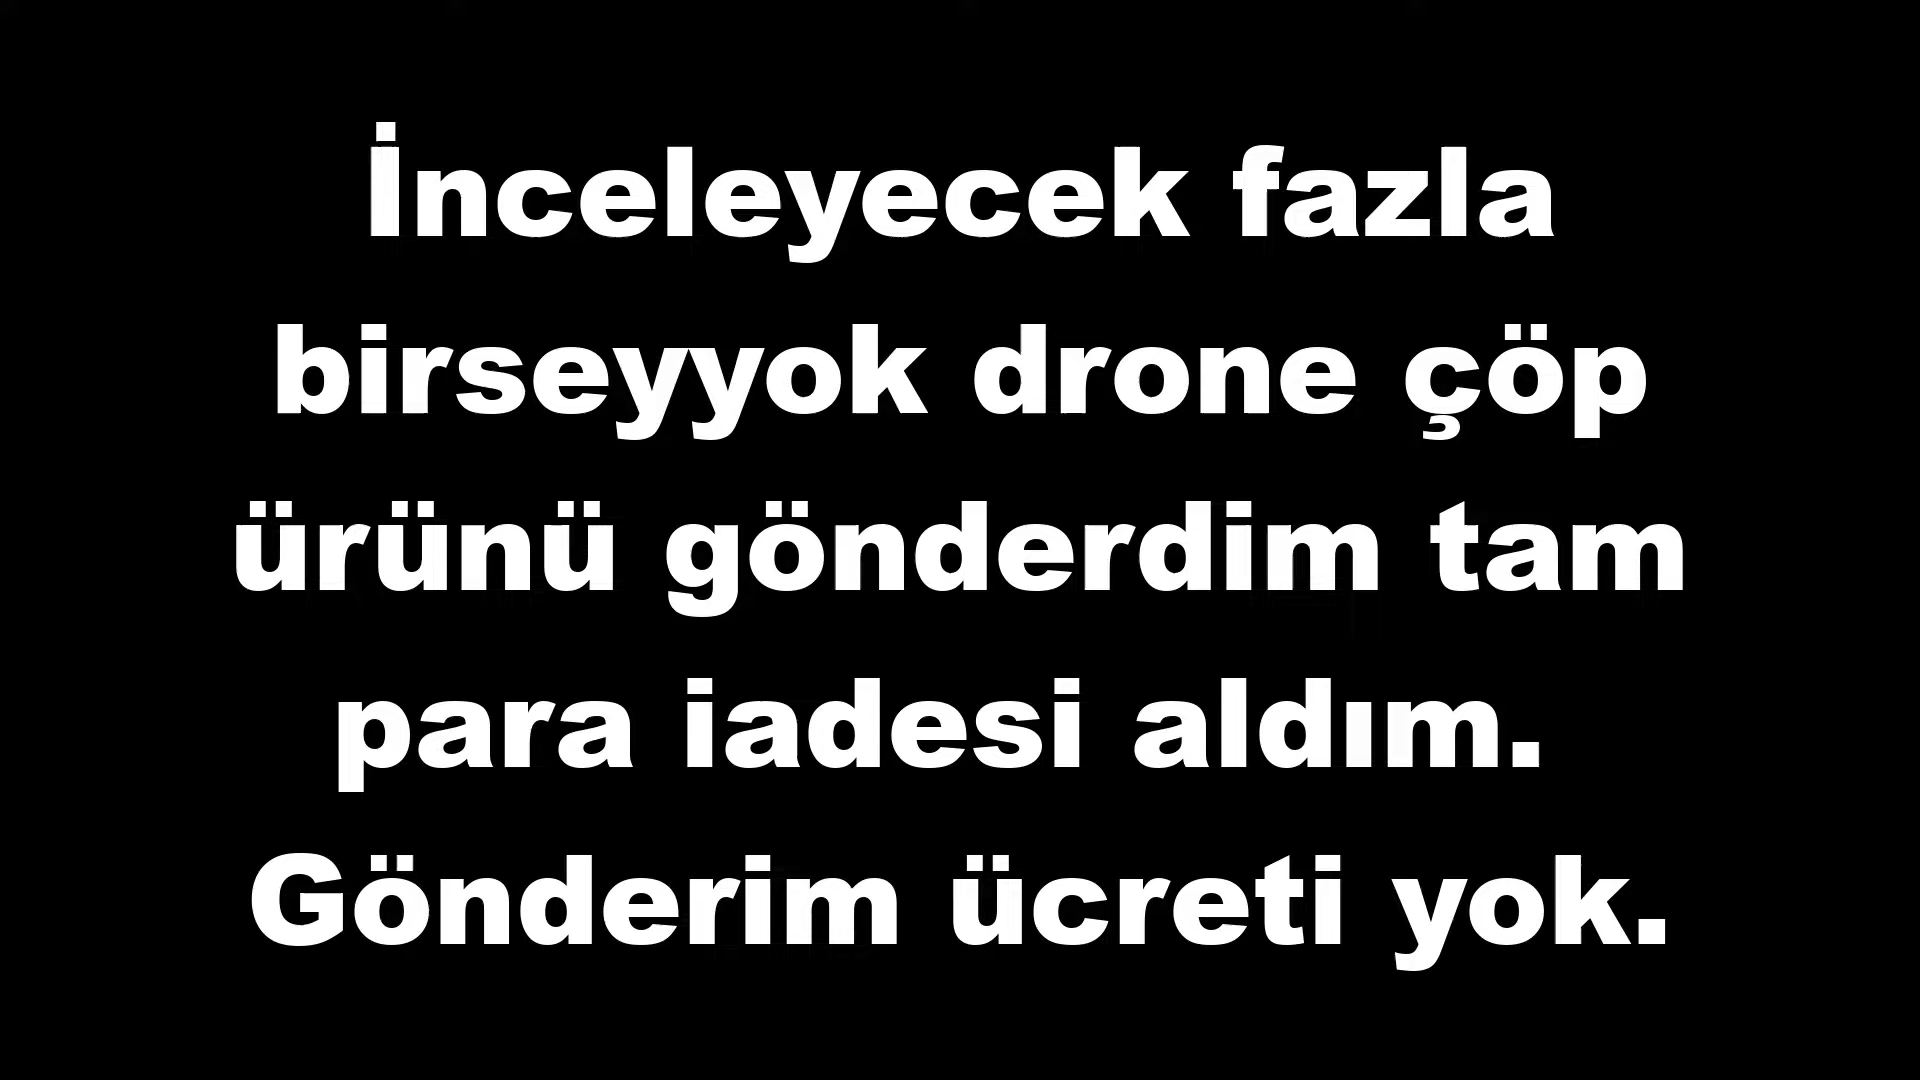 İnceleyecek fazla
birseyyok drone çöp
ürünü gönderdim tam
para iadesi aldım.
Gönderim ücreti yok.